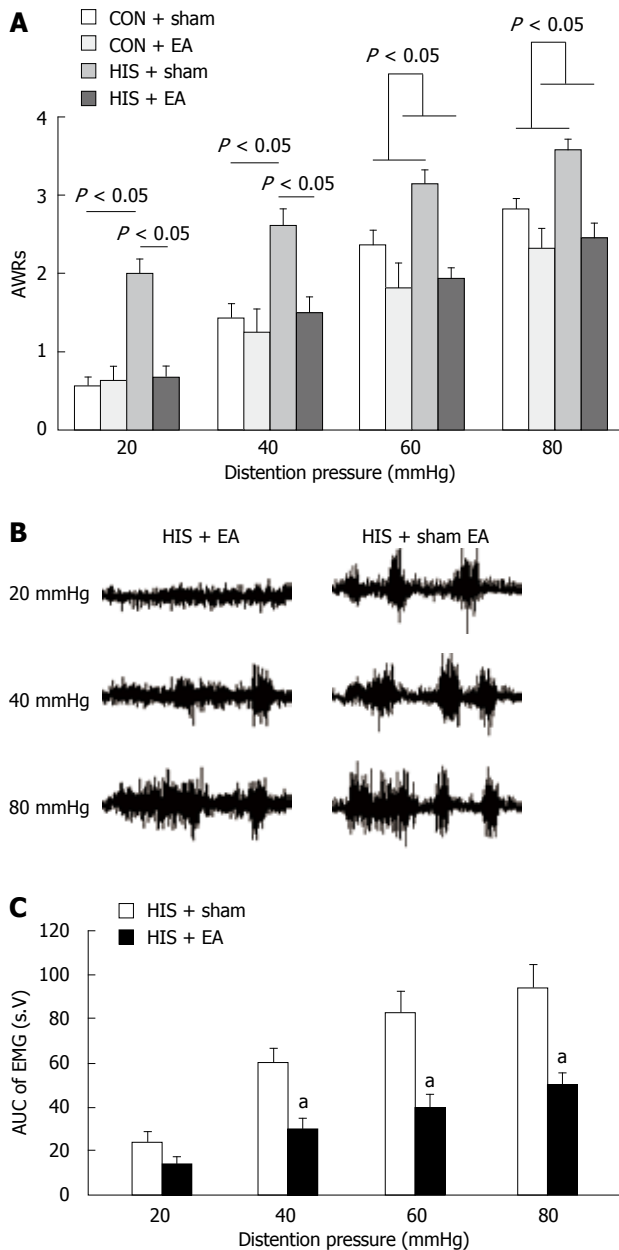 A
CON + sham
CON + EA
HIS + sham
HIS + EA
P < 0.05
P < 0.05
P < 0.05
P < 0.05
P < 0.05
P < 0.05
4
3
2
1
0
AWRs
20 40 60 80
Distention pressure (mmHg)
B
HIS + EA HIS + sham EA
20 mmHg
40 mmHg
80 mmHg
C
HIS + sham
HIS + EA
120
100
80
60
40
20
0
AUC of EMG (s.V)
a
a
a
20 40 60 80
Distention pressure (mmHg)